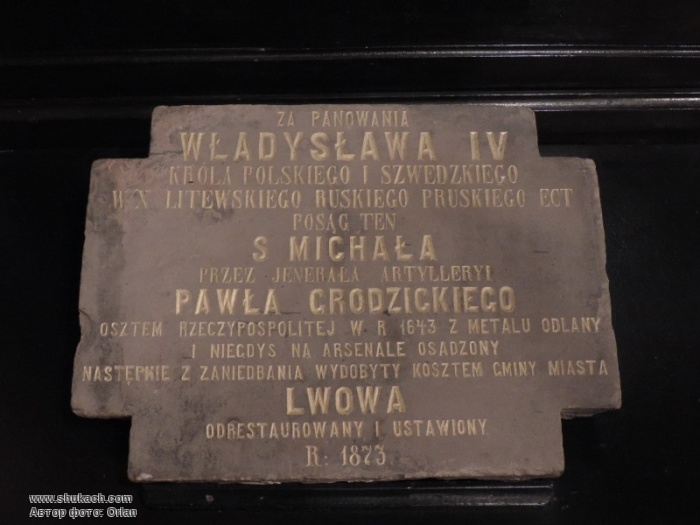 ZA PANOWANIA
WŁADYSŁAWA IV
KRÓLA POLSKIEGO I SZWEDZKIEGO
W.X LITEWSKIEGO RUSKIEGO PRUSKIEGO ECT
POSĄG TEN
S MICHAŁA
PRZEZ JENERAŁA ARTYLLERYI
PAWŁA GRODZICKIEGO
OSZTEM RZECZYPOSPOLITEJ W. R 1643 Z METALU ODLANY
I NIEGDYS NA ARSENALE OSADZONY
NASTĘPNIE Z ZANIEDBANIA WYDOBYTY KOSZTEM GMINY MIASTA
LWOWA
ODRESTAUROWANY I USTAWIONY
R: 1873
www.shukach.com
Автор фото: Orlan